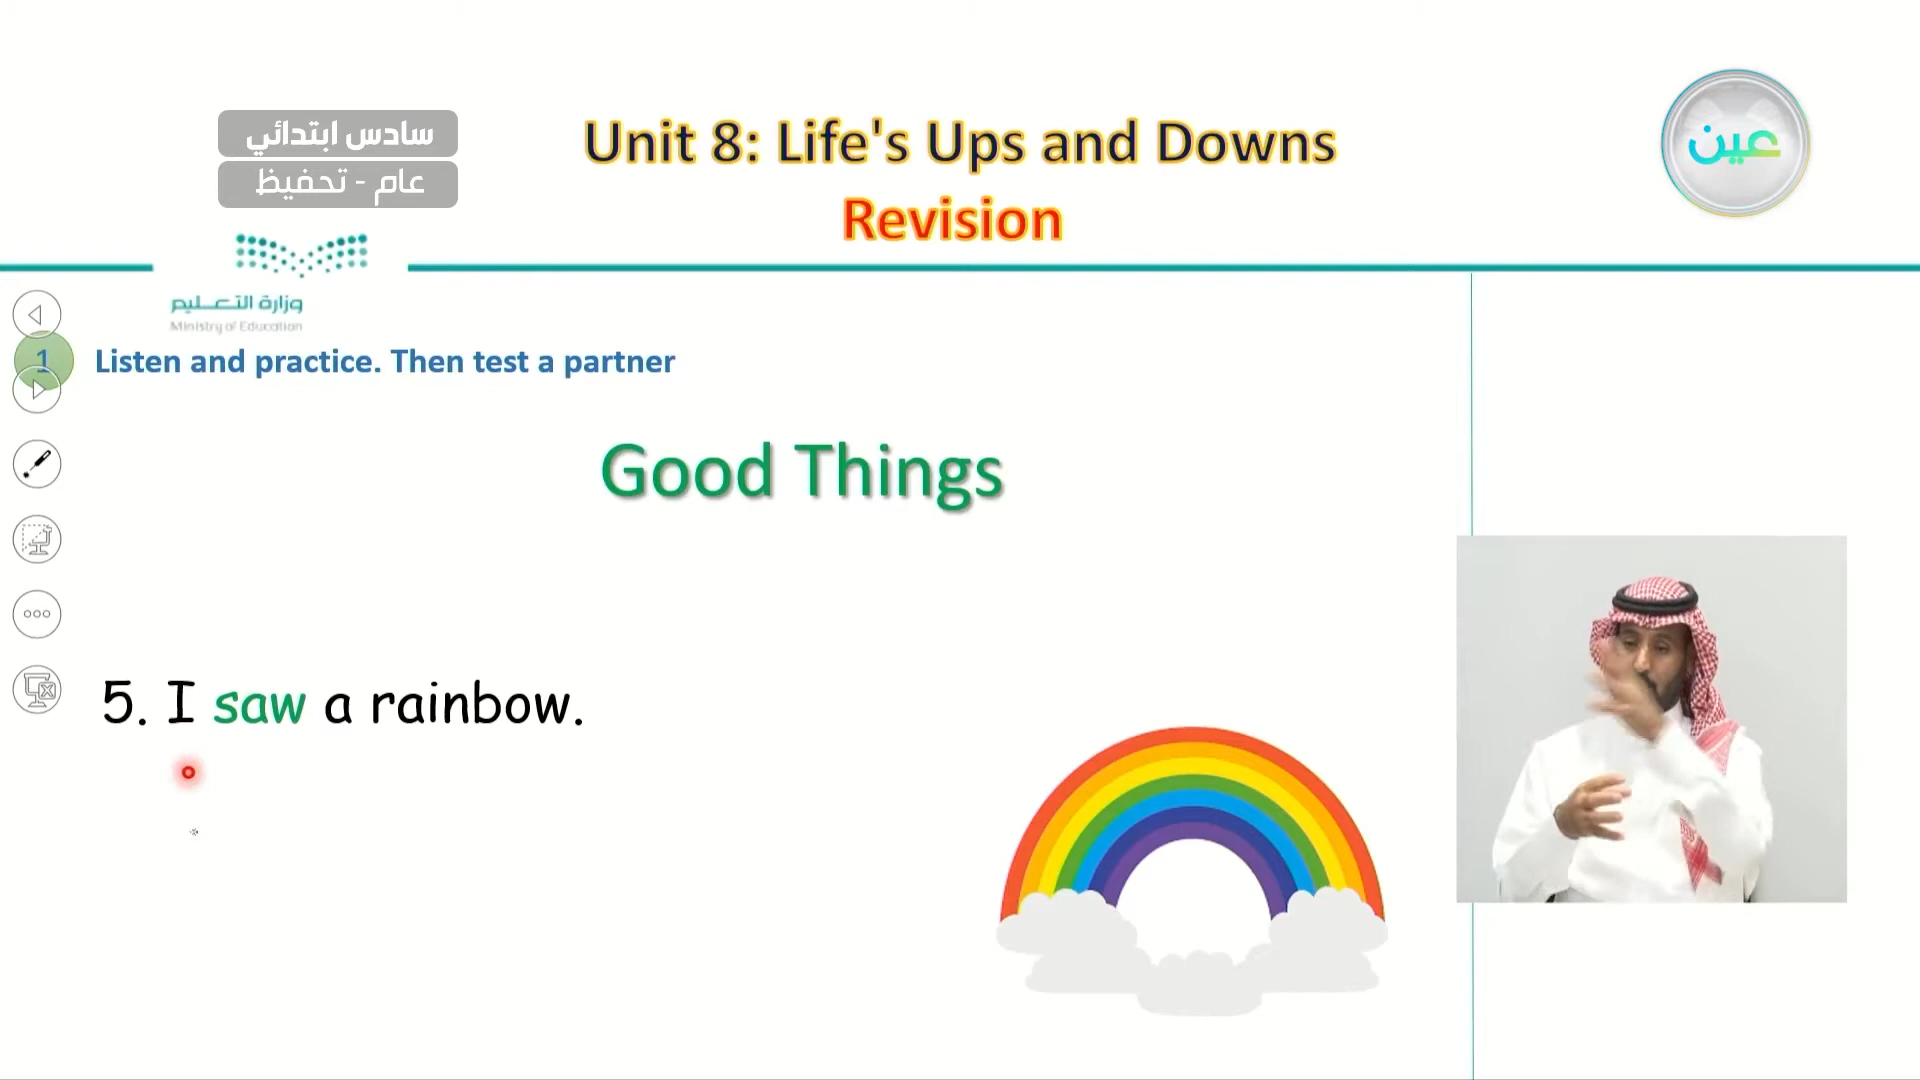 سادس ابتدائي
عام - تحفيظ
Unit 8: Life's Ups and Downs
Revision
عين
وزارة التعليم
Ministry of Education
1 Listen and practice. Then test a partner
Good Things
5. I saw a rainbow.